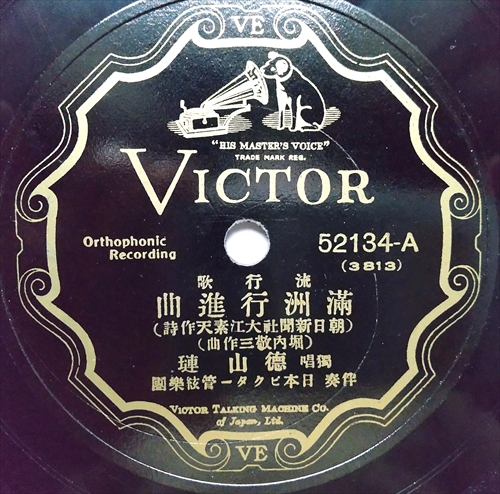 VE
"HIS MASTER'S VOICE"
TRADE MARK REG.
VICTOR
Orthophonic
Recording
52134-A
(3813)
流行歌
滿洲行進曲
(朝日新聞社大江素天作詩)
(堀内敬三作曲)
獨唱 德山璉
伴奏 日本ビクター管絃樂團
VICTOR TALKING MACHINE CO.
of Japan, Ltd.
VE